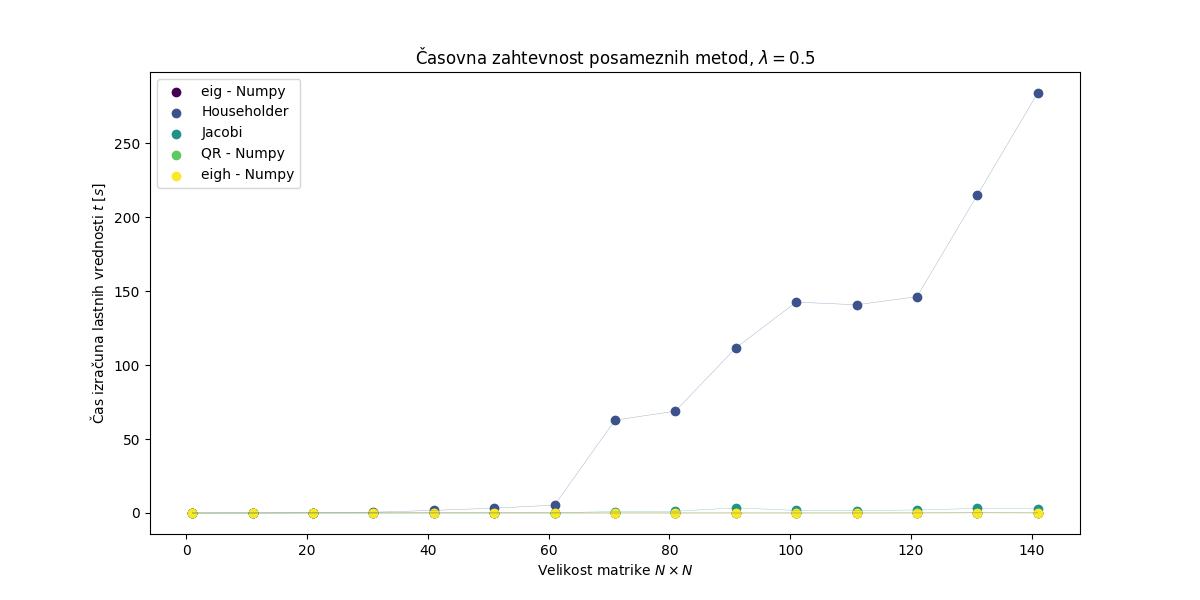 Časovna zahtevnost posameznih metod, λ = 0.5
eig - Numpy
Householder
Jacobi
QR - Numpy
eigh - Numpy
Čas izračuna lastnih vrednosti t [s]
250
200
150
100
50
0
0 20 40 60 80 100 120 140
Velikost matrike N × N